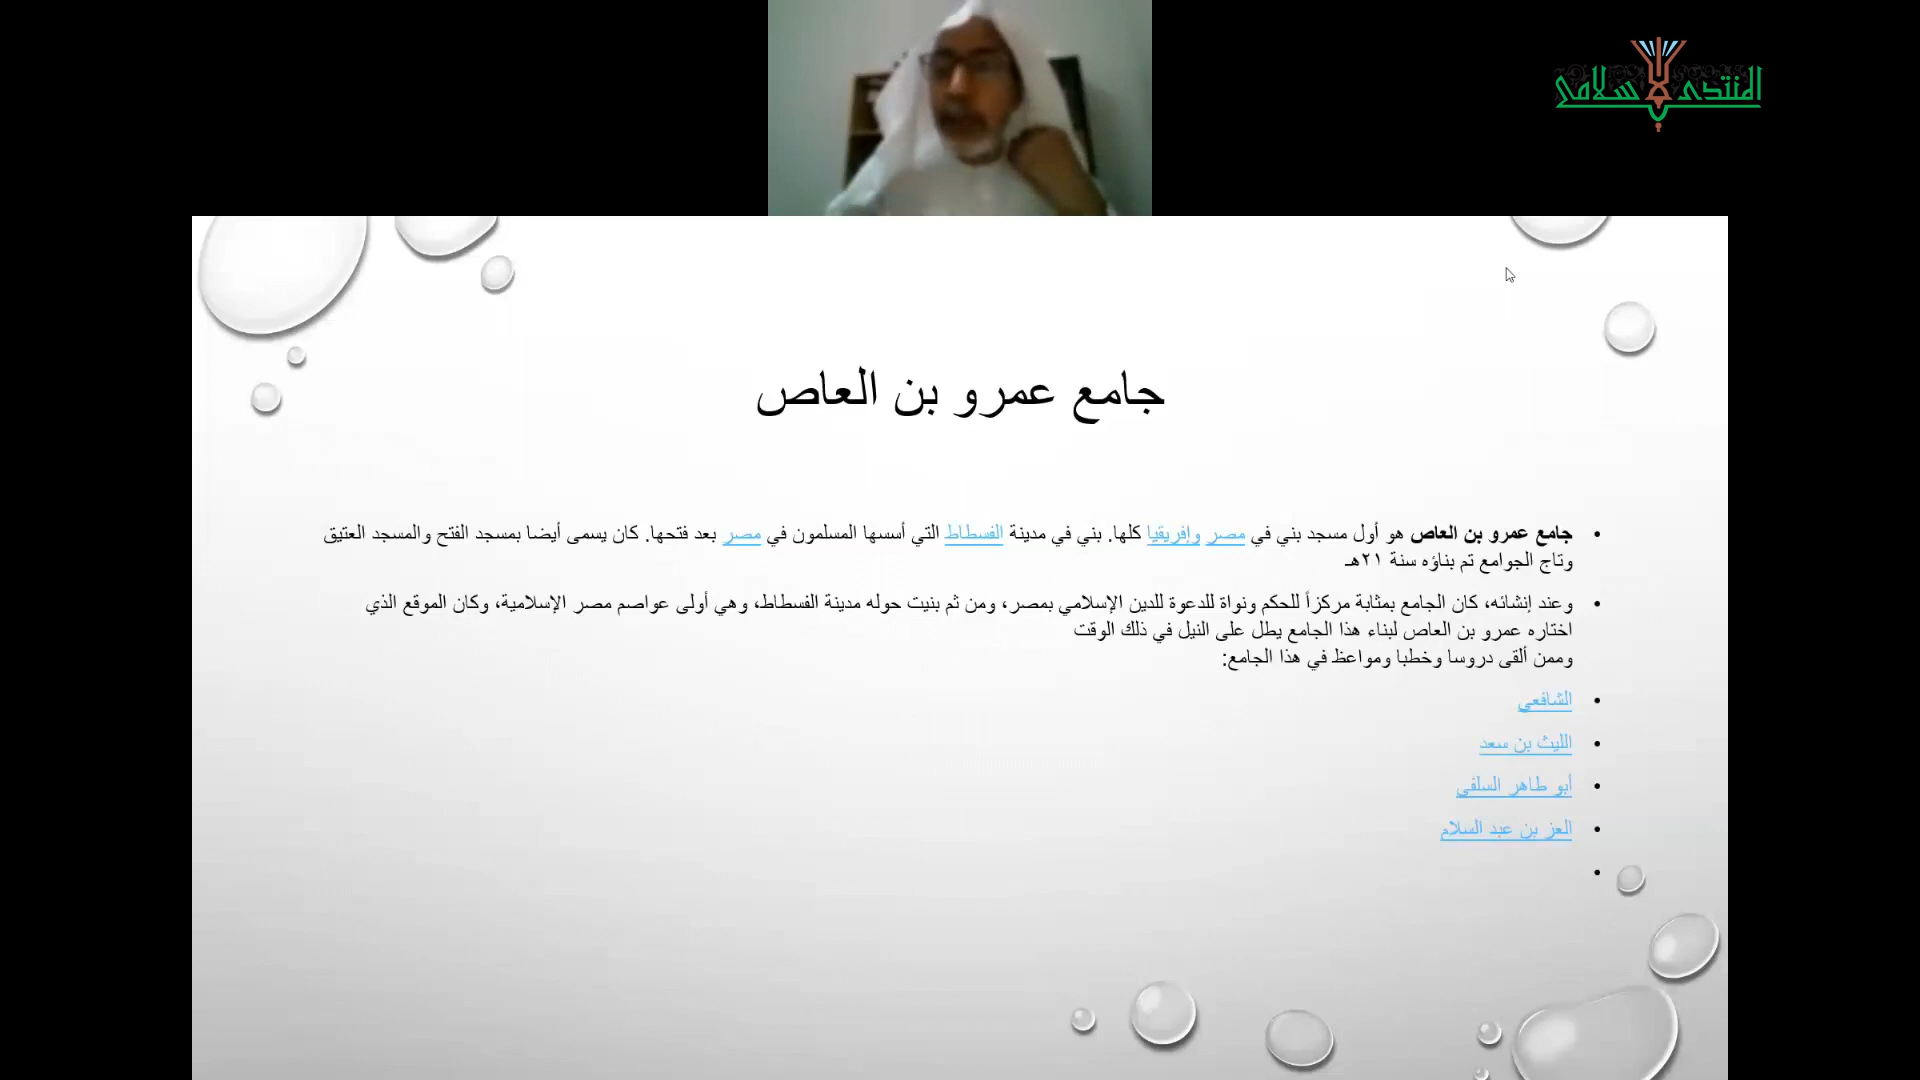 المنتدى الإسلامي
جامع عمرو بن العاص
• جامع عمرو بن العاص هو أول مسجد بني في مصر وإفريقيا كلها. بني في مدينة الفسطاط التي أسسها المسلمون في مصر بعد فتحها. كان يسمى أيضا بمسجد الفتح والمسجد العتيق
وتاج الجوامع تم بناؤه سنة ٢١هـ
• وعند إنشائه، كان الجامع بمثابة مركزاً للحكم ونواة للدعوة للدين الإسلامي بمصر، ومن ثم بنيت حوله مدينة الفسطاط، وهي أولى عواصم مصر الإسلامية، وكان الموقع الذي
اختاره عمرو بن العاص لبناء هذا الجامع يطل على النيل في ذلك الوقت
وممن ألقى دروسا وخطبا ومواعظ في هذا الجامع:
• الشافعي
• الليث بن سعد
• أبو طاهر السلفي
• العز بن عبد السلام
•